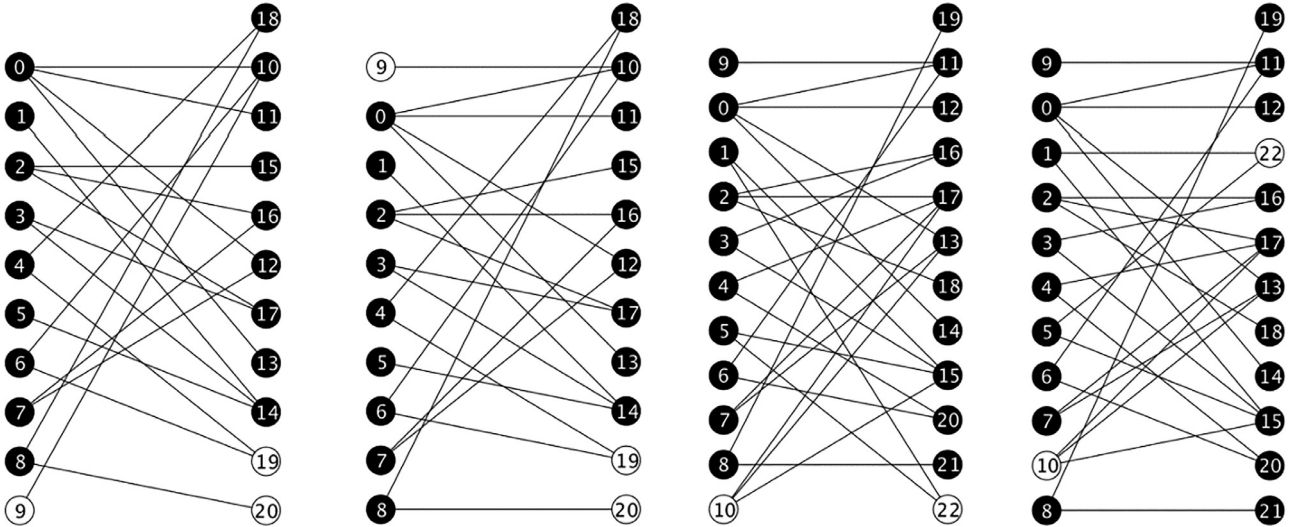 18 18 19 19
0 10 9 10 9 11 9 11
1 11 0 11 0 12 0 12
2 15 1 15 1 16 1 22
3 16 2 16 2 17 2 16
4 12 3 12 3 13 3 17
5 17 4 17 4 18 4 13
6 13 5 13 5 14 5 18
7 14 6 14 6 15 6 14
8 19 7 19 7 20 7 15
9 20 8 20 8 21 10 20
10 22 8 21